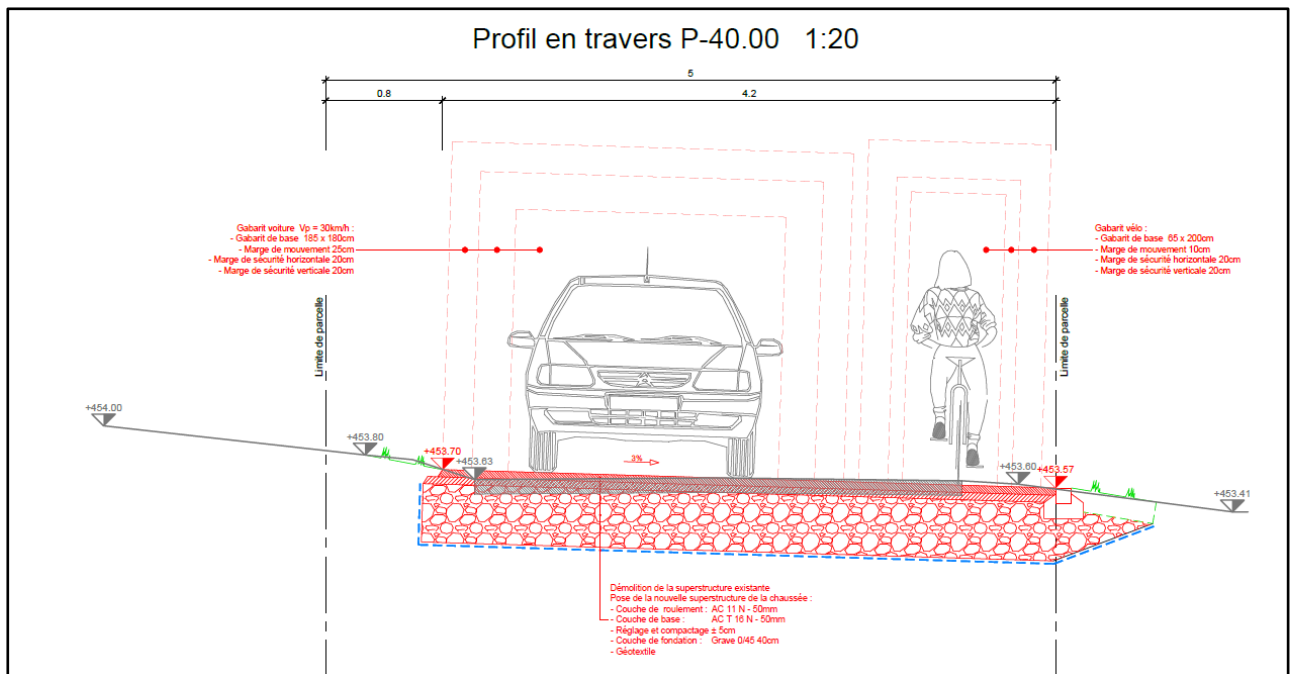 Profil en travers P-40.00 1:20
5
0.8
4.2
Gabarit voiture Vp = 30km/h :
- Gabarit de base 185 x 180cm
- Marge de mouvement 25cm
- Marge de sécurité horizontale 20cm
- Marge de sécurité verticale 20cm
Gabarit vélo :
- Gabarit de base 65 x 200cm
- Marge de mouvement 10cm
- Marge de sécurité horizontale 20cm
- Marge de sécurité verticale 20cm
Limite de parcelle
Limite de parcelle
+454.00
+453.80
+453.70
+453.63
3%
+453.60
+453.57
+453.41
Démolition de la superstructure existante
Pose de la nouvelle superstructure de la chaussée :
- Couche de roulement : AC 11 N - 50mm
- Couche de base : AC T 16 N - 50mm
- Réglage et compactage ± 5cm
- Couche de fondation : Grave 0/45 40cm
- Géotextile